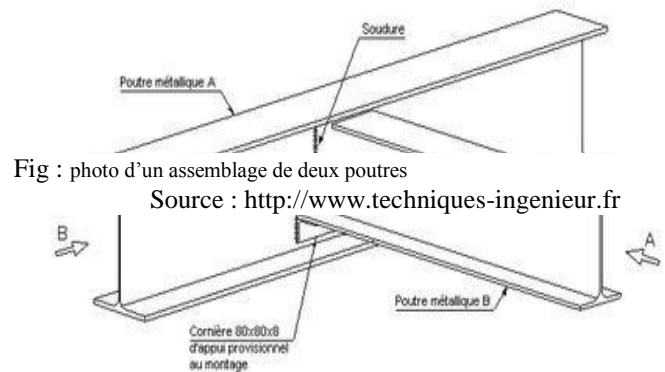 Soudure
Poutre métallique A
Fig : photo d'un assemblage de deux poutres
Source : http://www.techniques-ingenieur.fr
B
A
Poutre métallique B
Cornière 80x80x8
d'appui provisionnel
au montage